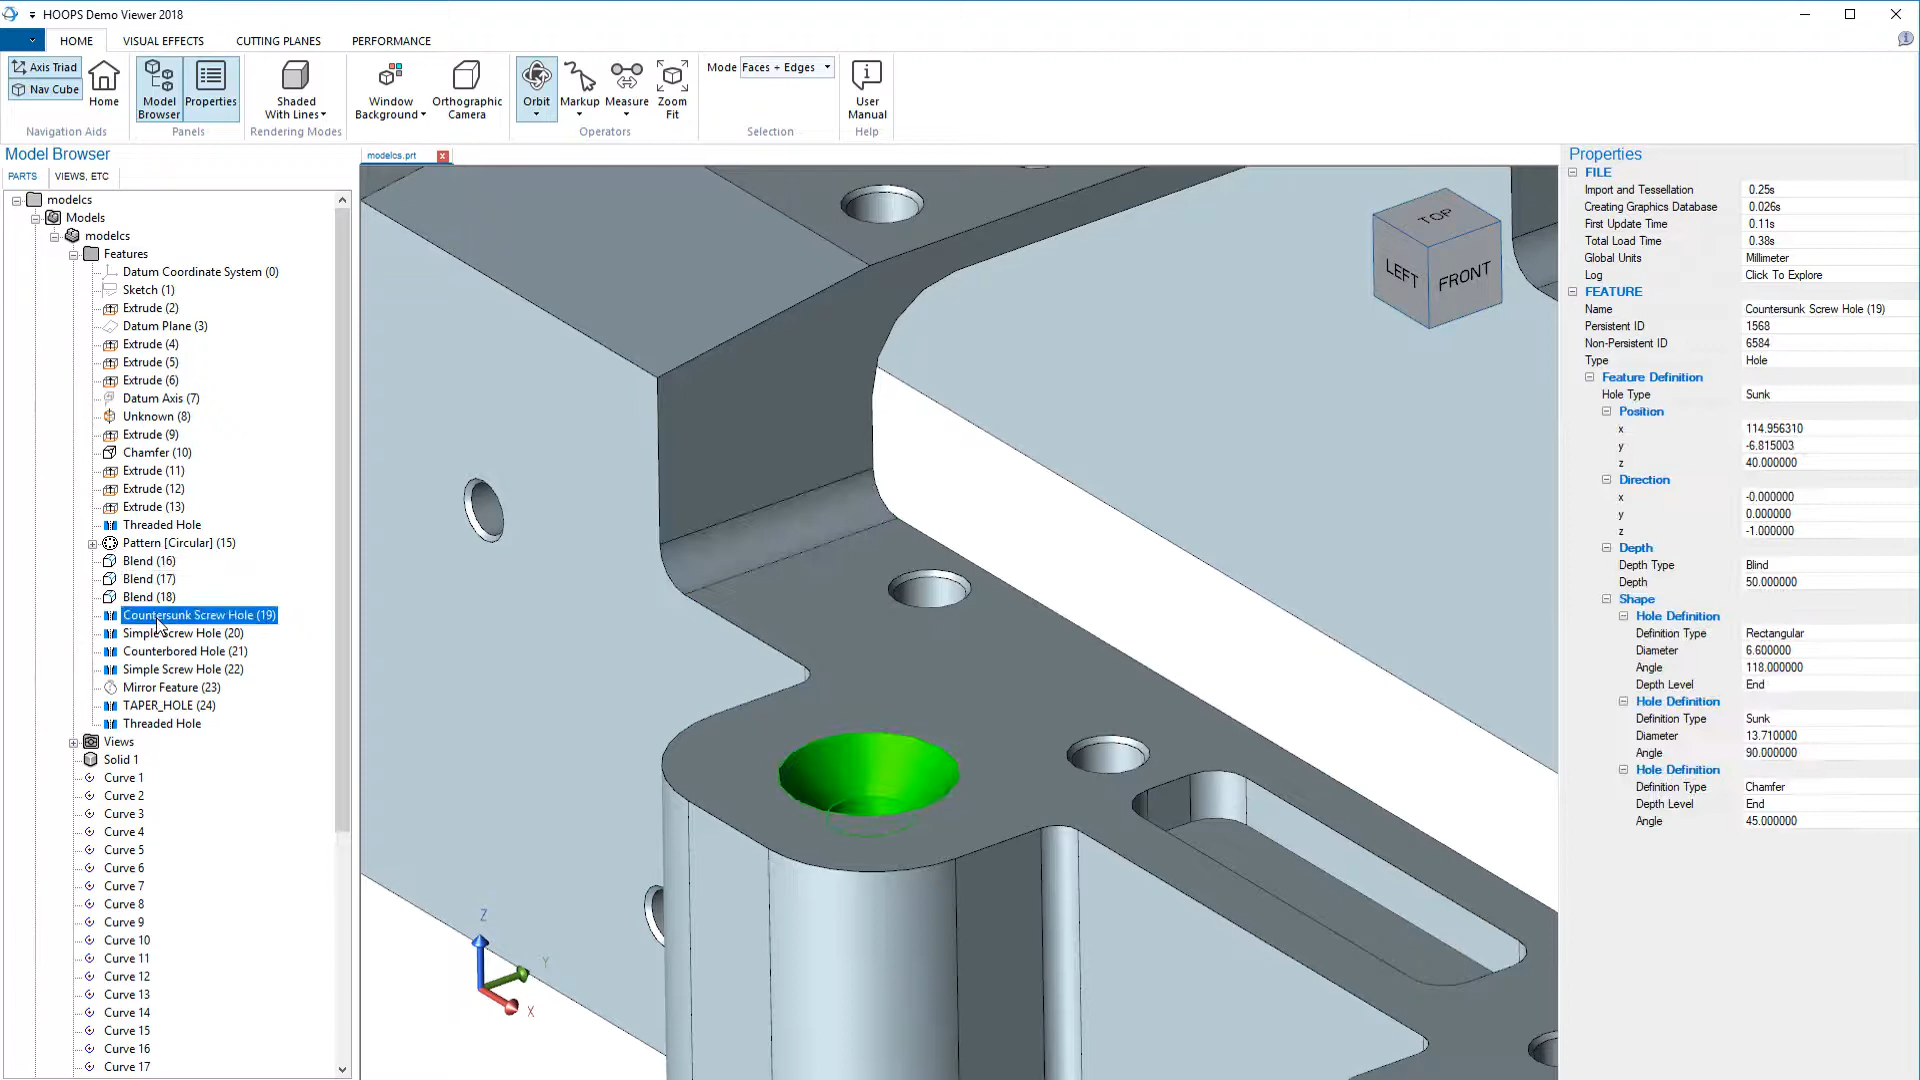 HOOPS Demo Viewer 2018
HOME VISUAL EFFECTS CUTTING PLANES PERFORMANCE
Axis Triad
Nav Cube
Home
Navigation Aids
Model Browser
Properties
Panels
Shaded With Lines
Rendering Modes
Window Background
Orthographic Camera
Orbit
Markup
Measure
Zoom Fit
Operators
Mode Faces + Edges
Selection
User Manual
Help
Model Browser
PARTS VIEWS, ETC
modelcs
Models
modelcs
Features
Datum Coordinate System (0)
Sketch (1)
Extrude (2)
Datum Plane (3)
Extrude (4)
Extrude (5)
Extrude (6)
Datum Axis (7)
Unknown (8)
Extrude (9)
Chamfer (10)
Extrude (11)
Extrude (12)
Extrude (13)
Threaded Hole
Pattern [Circular] (15)
Blend (16)
Blend (17)
Blend (18)
Countersunk Screw Hole (19)
Simple Screw Hole (20)
Counterbored Hole (21)
Simple Screw Hole (22)
Mirror Feature (23)
TAPER_HOLE (24)
Threaded Hole
Views
Solid 1
Curve 1
Curve 2
Curve 3
Curve 4
Curve 5
Curve 6
Curve 7
Curve 8
Curve 9
Curve 10
Curve 11
Curve 12
Curve 13
Curve 14
Curve 15
Curve 16
Curve 17
modelcs.prt
TOP
LEFT
FRONT
Z
Y
X
Properties
FILE
Import and Tessellation 0.25s
Creating Graphics Database 0.026s
First Update Time 0.11s
Total Load Time 0.38s
Global Units Millimeter
Log Click To Explore
FEATURE
Name Countersunk Screw Hole (19)
Persistent ID 1568
Non-Persistent ID 6584
Type Hole
Feature Definition
Hole Type Sunk
Position
x 114.956310
y -6.815003
z 40.000000
Direction
x -0.000000
y 0.000000
z -1.000000
Depth
Depth Type Blind
Depth 50.000000
Shape
Hole Definition
Definition Type Rectangular
Diameter 6.600000
Angle 118.000000
Depth Level End
Hole Definition
Definition Type Sunk
Diameter 13.710000
Angle 90.000000
Hole Definition
Definition Type Chamfer
Depth Level End
Angle 45.000000